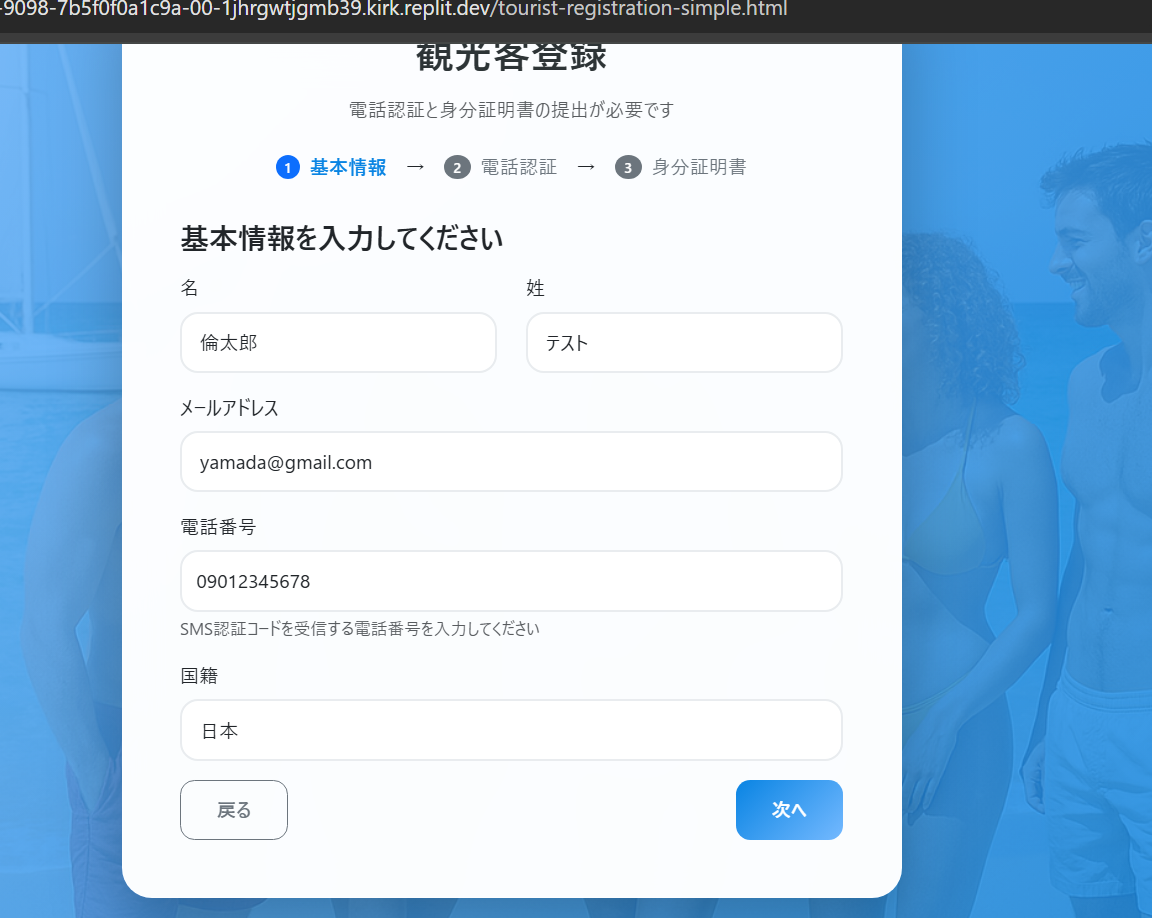 -9098-7b5f0f0a1c9a-00-1jhrgwtjgmb39.kirk.replit.dev/tourist-registration-simple.html
観光客登録
電話認証と身分証明書の提出が必要です
1 基本情報 → 2 電話認証 → 3 身分証明書
基本情報を入力してください
名 姓
倫太郎 テスト
メールアドレス
yamada@gmail.com
電話番号
09012345678
SMS認証コードを受信する電話番号を入力してください
国籍
日本
戻る 次へ